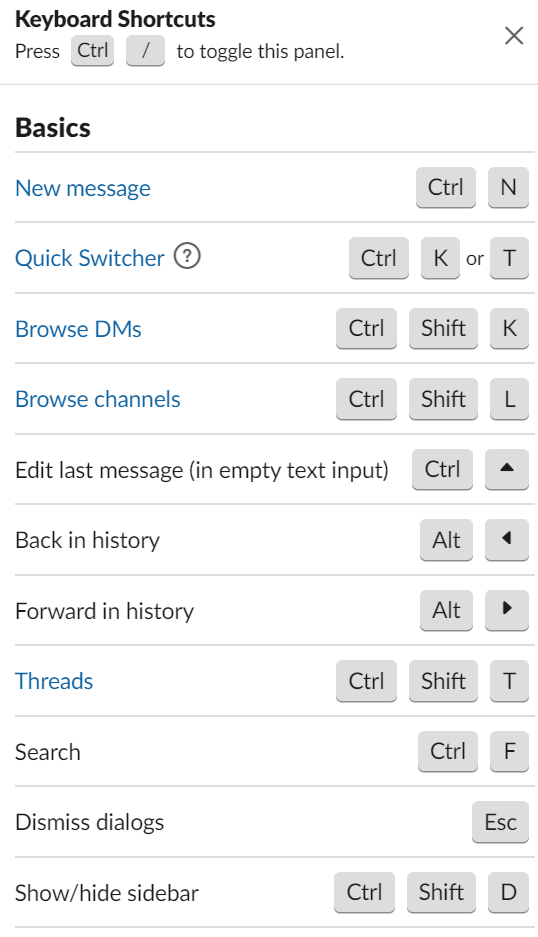 Keyboard Shortcuts
Press Ctrl / to toggle this panel.
Basics
New message Ctrl N
Quick Switcher ? Ctrl K or T
Browse DMs Ctrl Shift K
Browse channels Ctrl Shift L
Edit last message (in empty text input) Ctrl ▲
Back in history Alt ◀
Forward in history Alt ▶
Threads Ctrl Shift T
Search Ctrl F
Dismiss dialogs Esc
Show/hide sidebar Ctrl Shift D